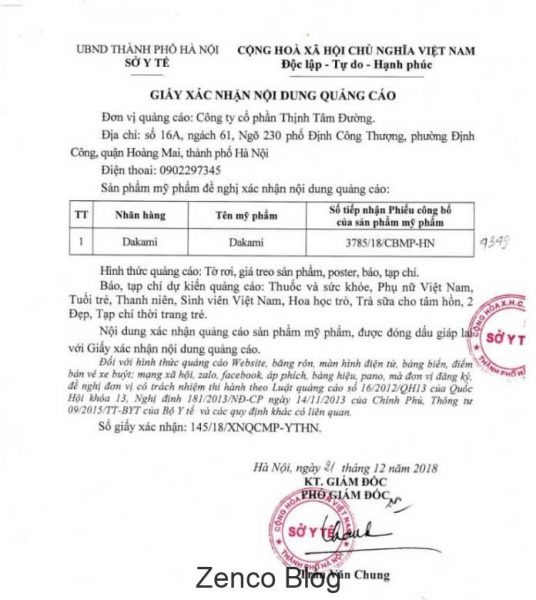 UBND THÀNH PHỐ HÀ NỘI
SỞ Y TẾ
CỘNG HOÀ XÃ HỘI CHỦ NGHĨA VIỆT NAM
Độc lập - Tự do - Hạnh phúc
GIẤY XÁC NHẬN NỘI DUNG QUẢNG CÁO
Đơn vị quảng cáo: Công ty cổ phần Thịnh Tâm Đường.
Địa chỉ: số 16A, ngách 61, Ngõ 230 phố Định Công Thượng, phường Định
Công, quận Hoàng Mai, thành phố Hà Nội
Điện thoai: 0902297345
Sản phẩm mỹ phẩm đề nghị xác nhận nội dung quảng cáo:
TT Nhãn hàng Tên mỹ phẩm Số tiếp nhận Phiếu công bố
của sản phẩm mỹ phẩm
1 Dakami Dakami 3785/18/CBMP-HN
Hình thức quảng cáo: Tờ rơi, giá treo sản phẩm, poster, báo, tạp chí.
Báo, tạp chí dự kiến quảng cáo: Thuốc và sức khỏe, Phụ nữ Việt Nam,
Tuổi trẻ, Thanh niên, Sinh viên Việt Nam, Hoa học trò, Trà sữa cho tâm hồn, 2
Đẹp, Tạp chí thời trang trẻ.
Nội dung xác nhận quảng cáo sản phẩm mỹ phẩm, được đóng dấu giáp lai
với Giấy xác nhận nội dung quảng cáo.
Đối với hình thức quảng cáo Website, băng rôn, màn hình điện tử, bảng biển, điểm
bán vé xe buýt; mạng xã hội, zalo, facebook, áp phích, bảng hiệu, pano, mà đơn vị đăng ký,
đề nghị đơn vị có trách nhiệm thi hành theo Luật quảng cáo số 16/2012/QH13 của Quốc
Hội khóa 13, Nghị định 181/2013/NĐ-CP ngày 14/11/2013 của Chính Phủ, Thông tư
09/2015/TT-BYT của Bộ Y tế và các quy định khác có liên quan.
Số giấy xác nhận: 145/18/XNQCMP-YTHN.
SỞ Y T
Hà Nội, ngày 21 tháng 12 năm 2018
KT. GIÁM ĐỐC
PHÓ GIÁM ĐỐC
SỞ Y TẾ
Trần Văn Chung
Zenco Blog